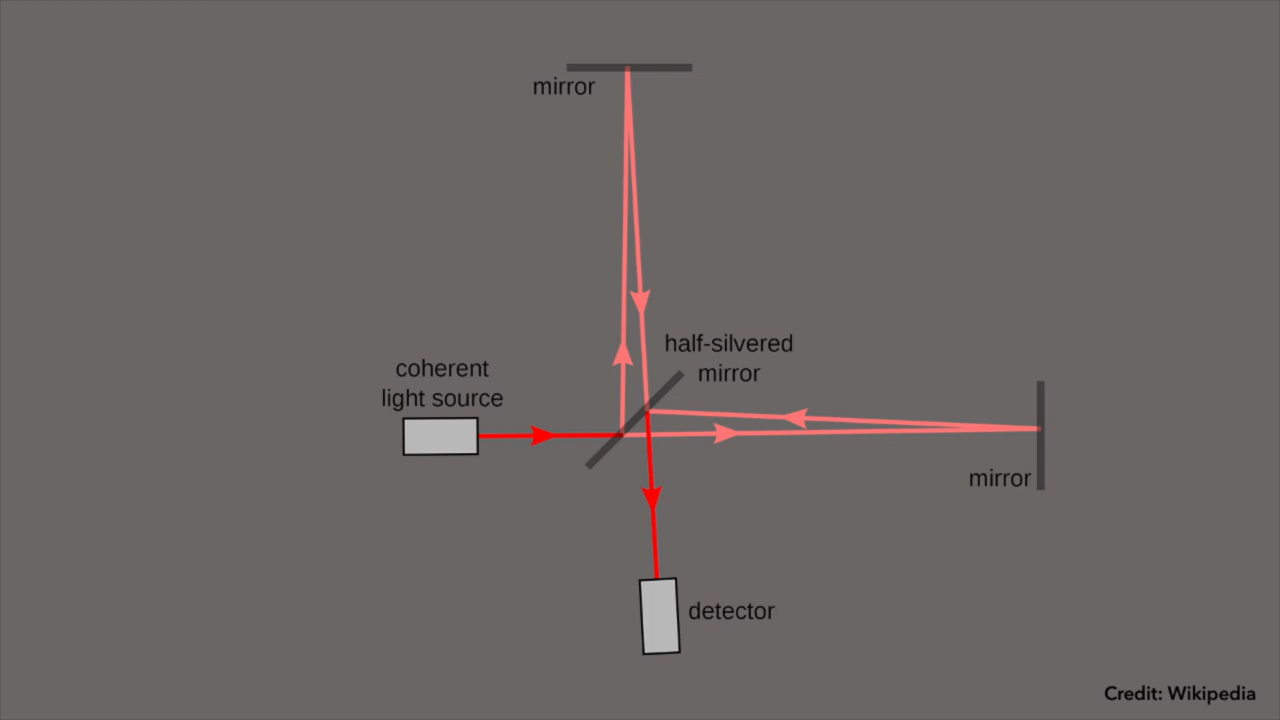 mirror
half-silvered
mirror
coherent
light source
mirror
detector
Credit: Wikipedia